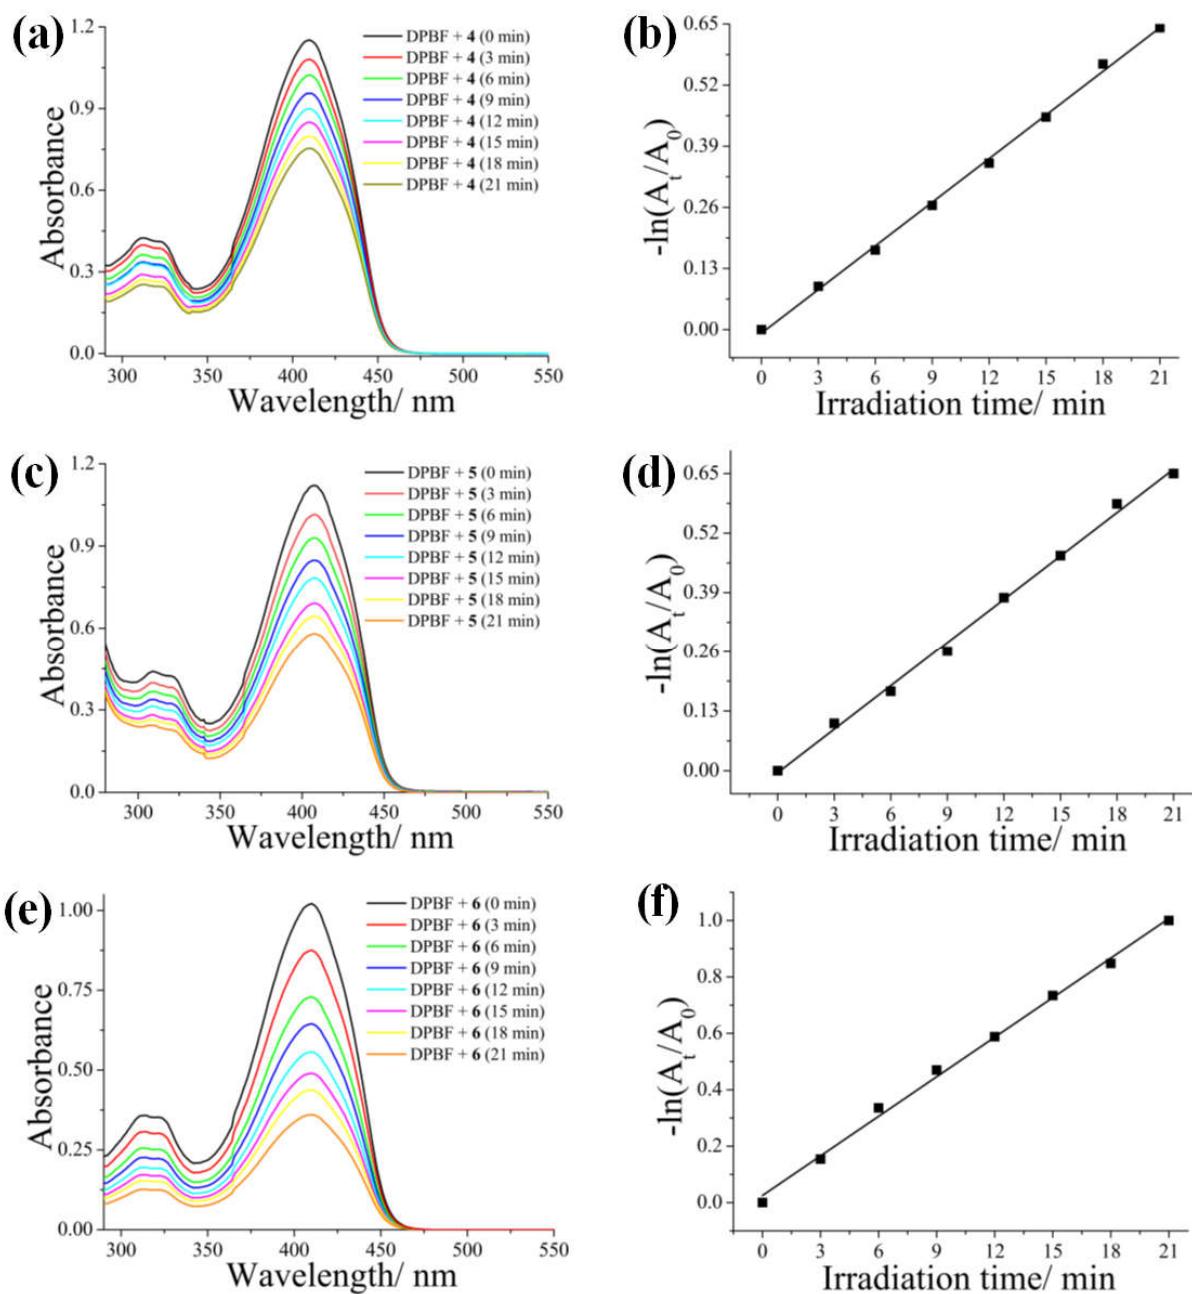 (a)
1.2
0.9
0.6
0.3
0.0
Absorbance
DPBF + 4 (0 min)
DPBF + 4 (3 min)
DPBF + 4 (6 min)
DPBF + 4 (9 min)
DPBF + 4 (12 min)
DPBF + 4 (15 min)
DPBF + 4 (18 min)
DPBF + 4 (21 min)
300 350 400 450 500 550
Wavelength/ nm
(b)
0.65
0.52
0.39
0.26
0.13
0.00
-ln(At/A0)
0 3 6 9 12 15 18 21
Irradiation time/ min
(c)
1.2
0.9
0.6
0.3
0.0
Absorbance
DPBF + 5 (0 min)
DPBF + 5 (3 min)
DPBF + 5 (6 min)
DPBF + 5 (9 min)
DPBF + 5 (12 min)
DPBF + 5 (15 min)
DPBF + 5 (18 min)
DPBF + 5 (21 min)
300 350 400 450 500 550
Wavelength/ nm
(d)
0.65
0.52
0.39
0.26
0.13
0.00
-ln(At/A0)
0 3 6 9 12 15 18 21
Irradiation time/ min
(e)
1.00
0.75
0.50
0.25
0.00
Absorbance
DPBF + 6 (0 min)
DPBF + 6 (3 min)
DPBF + 6 (6 min)
DPBF + 6 (9 min)
DPBF + 6 (12 min)
DPBF + 6 (15 min)
DPBF + 6 (18 min)
DPBF + 6 (21 min)
300 350 400 450 500 550
Wavelength/ nm
(f)
1.0
0.8
0.6
0.4
0.2
0.0
-ln(At/A0)
0 3 6 9 12 15 18 21
Irradiation time/ min